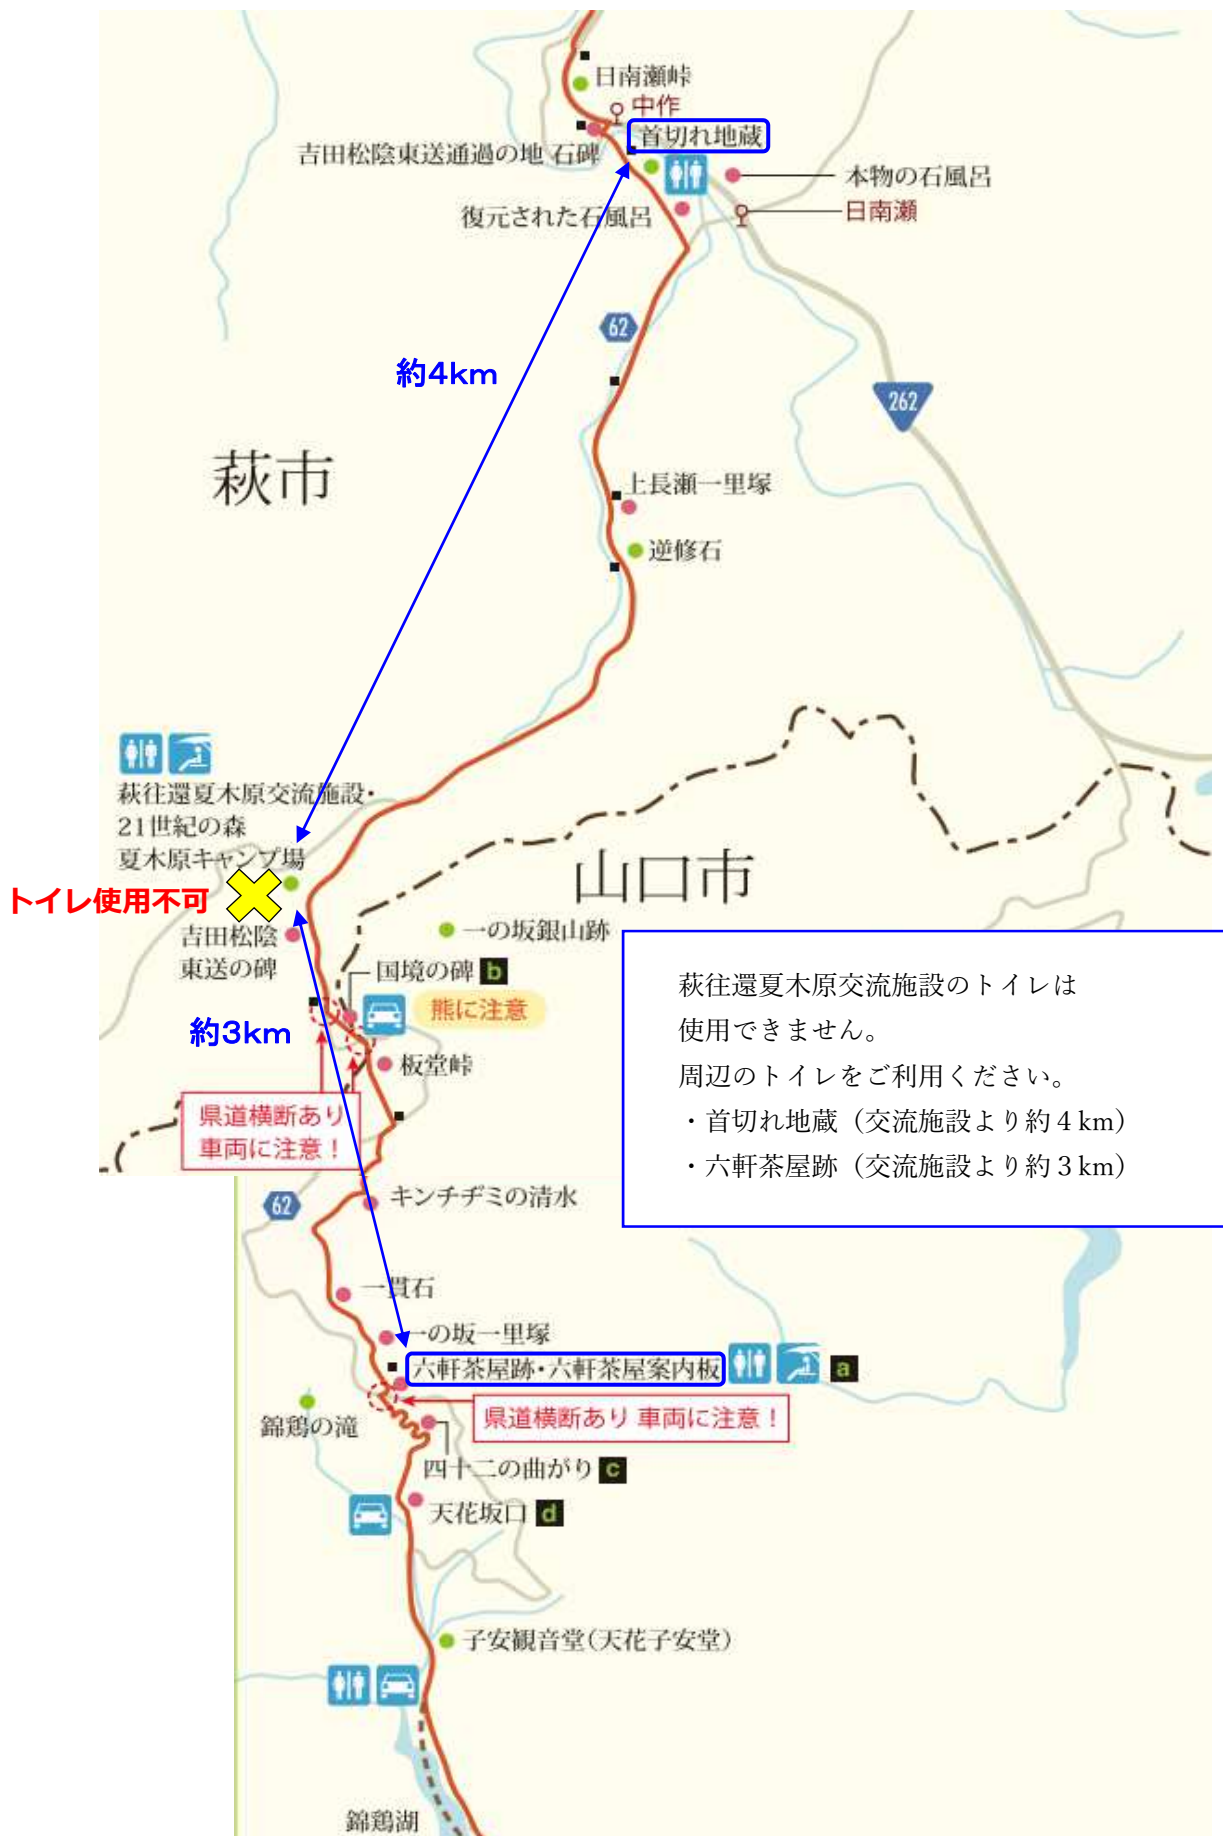 日南瀬峠
中作
首切れ地蔵
吉田松陰東送通過の地 石碑
本物の石風呂
復元された石風呂
日南瀬
62
約4km
262
萩市
上長瀬一里塚
逆修石
萩往還夏木原交流施設・
21世紀の森
夏木原キャンプ場
山口市
トイレ使用不可
吉田松陰
東送の碑
一の坂銀山跡
国境の碑 b
熊に注意
約3km
板堂峠
県道横断あり
車両に注意！
萩往還夏木原交流施設のトイレは
使用できません。
周辺のトイレをご利用ください。
・首切れ地蔵（交流施設より約４km）
・六軒茶屋跡（交流施設より約３km）
62
キンチヂミの清水
一貫石
一の坂一里塚
六軒茶屋跡・六軒茶屋案内板 a
県道横断あり 車両に注意！
錦鶏の滝
四十二の曲がり c
天花坂口 d
子安観音堂（天花子安堂）
錦鶏湖